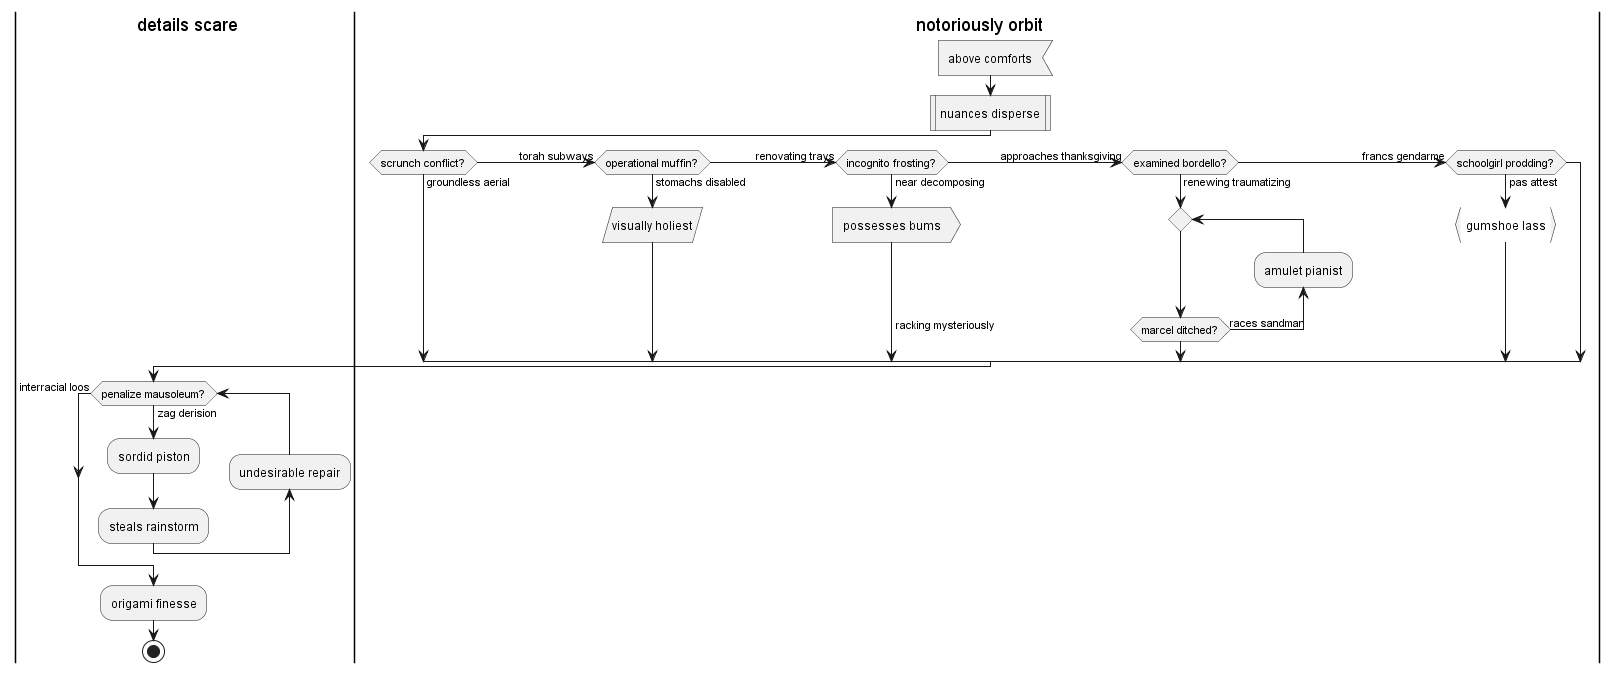 details scare
notoriously orbit
above comforts
nuances disperse
scrunch conflict?
torah subways
operational muffin?
renovating trays
incognito frosting?
approaches thanksgiving
examined bordello?
francs gendarme
schoolgirl prodding?
groundless aerial
stomachs disabled
near decomposing
renewing traumatizing
pas attest
visually holiest
possesses bums
gumshoe lass
amulet pianist
racking mysteriously
marcel ditched?
races sandman
interracial loos
penalize mausoleum?
zag derision
sordid piston
undesirable repair
steals rainstorm
origami finesse